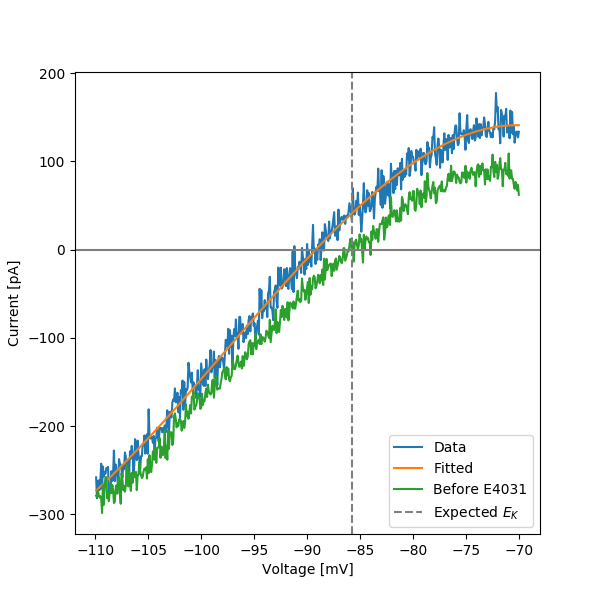 200
100
0
−100
−200
−300
Current [pA]
−110 −105 −100 −95 −90 −85 −80 −75 −70
Voltage [mV]
Data
Fitted
Before E4031
Expected E_K